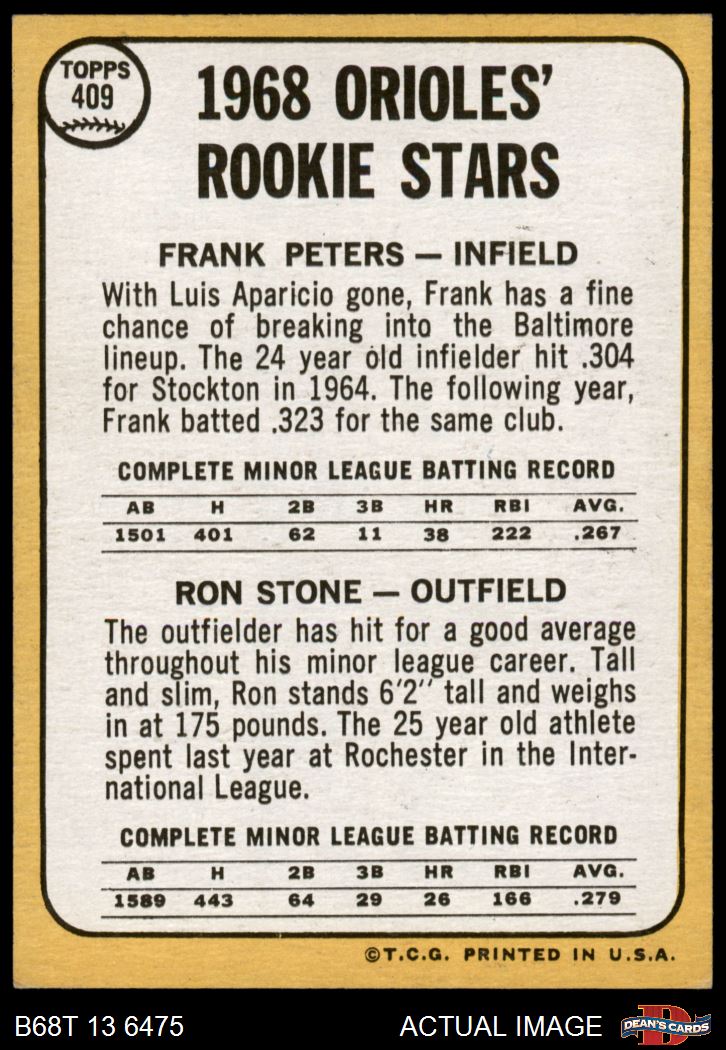 TOPPS
409
1968 ORIOLES'
ROOKIE STARS
FRANK PETERS — INFIELD
With Luis Aparicio gone, Frank has a fine
chance of breaking into the Baltimore
lineup. The 24 year old infielder hit .304
for Stockton in 1964. The following year,
Frank batted .323 for the same club.
COMPLETE MINOR LEAGUE BATTING RECORD
AB H 2B 3B HR RBI AVG.
1501 401 62 11 38 222 .267
RON STONE — OUTFIELD
The outfielder has hit for a good average
throughout his minor league career. Tall
and slim, Ron stands 6'2'' tall and weighs
in at 175 pounds. The 25 year old athlete
spent last year at Rochester in the Inter-
national League.
COMPLETE MINOR LEAGUE BATTING RECORD
AB H 2B 3B HR RBI AVG.
1589 443 64 29 26 166 .279
©T.C.G. PRINTED IN U.S.A.
B68T 13 6475 ACTUAL IMAGE D DEAN'S CARDS